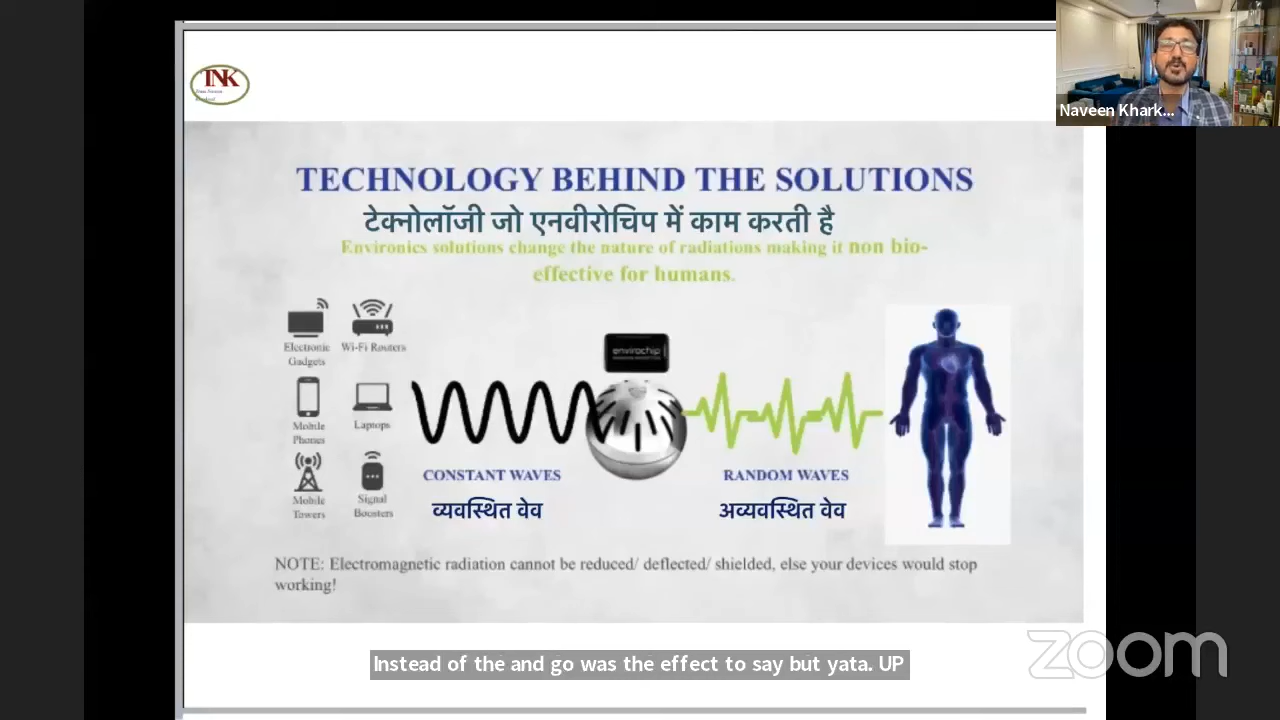 TNK
Naveen Khark...
TECHNOLOGY BEHIND THE SOLUTIONS
टेक्नोलॉजी जो एनवीरोचिप में काम करती है
Environics solutions change the nature of radiations making it non bio-
effective for humans.
Electronic
Gadgets
Wi-Fi Routers
envirochip
Mobile
Phones
Laptops
CONSTANT WAVES
RANDOM WAVES
Mobile
Towers
Signal
Boosters
व्यवस्थित वेव
अव्यवस्थित वेव
NOTE: Electromagnetic radiation cannot be reduced/ deflected/ shielded, else your devices would stop
working!
Instead of the and go was the effect to say but yata. UP
zoom